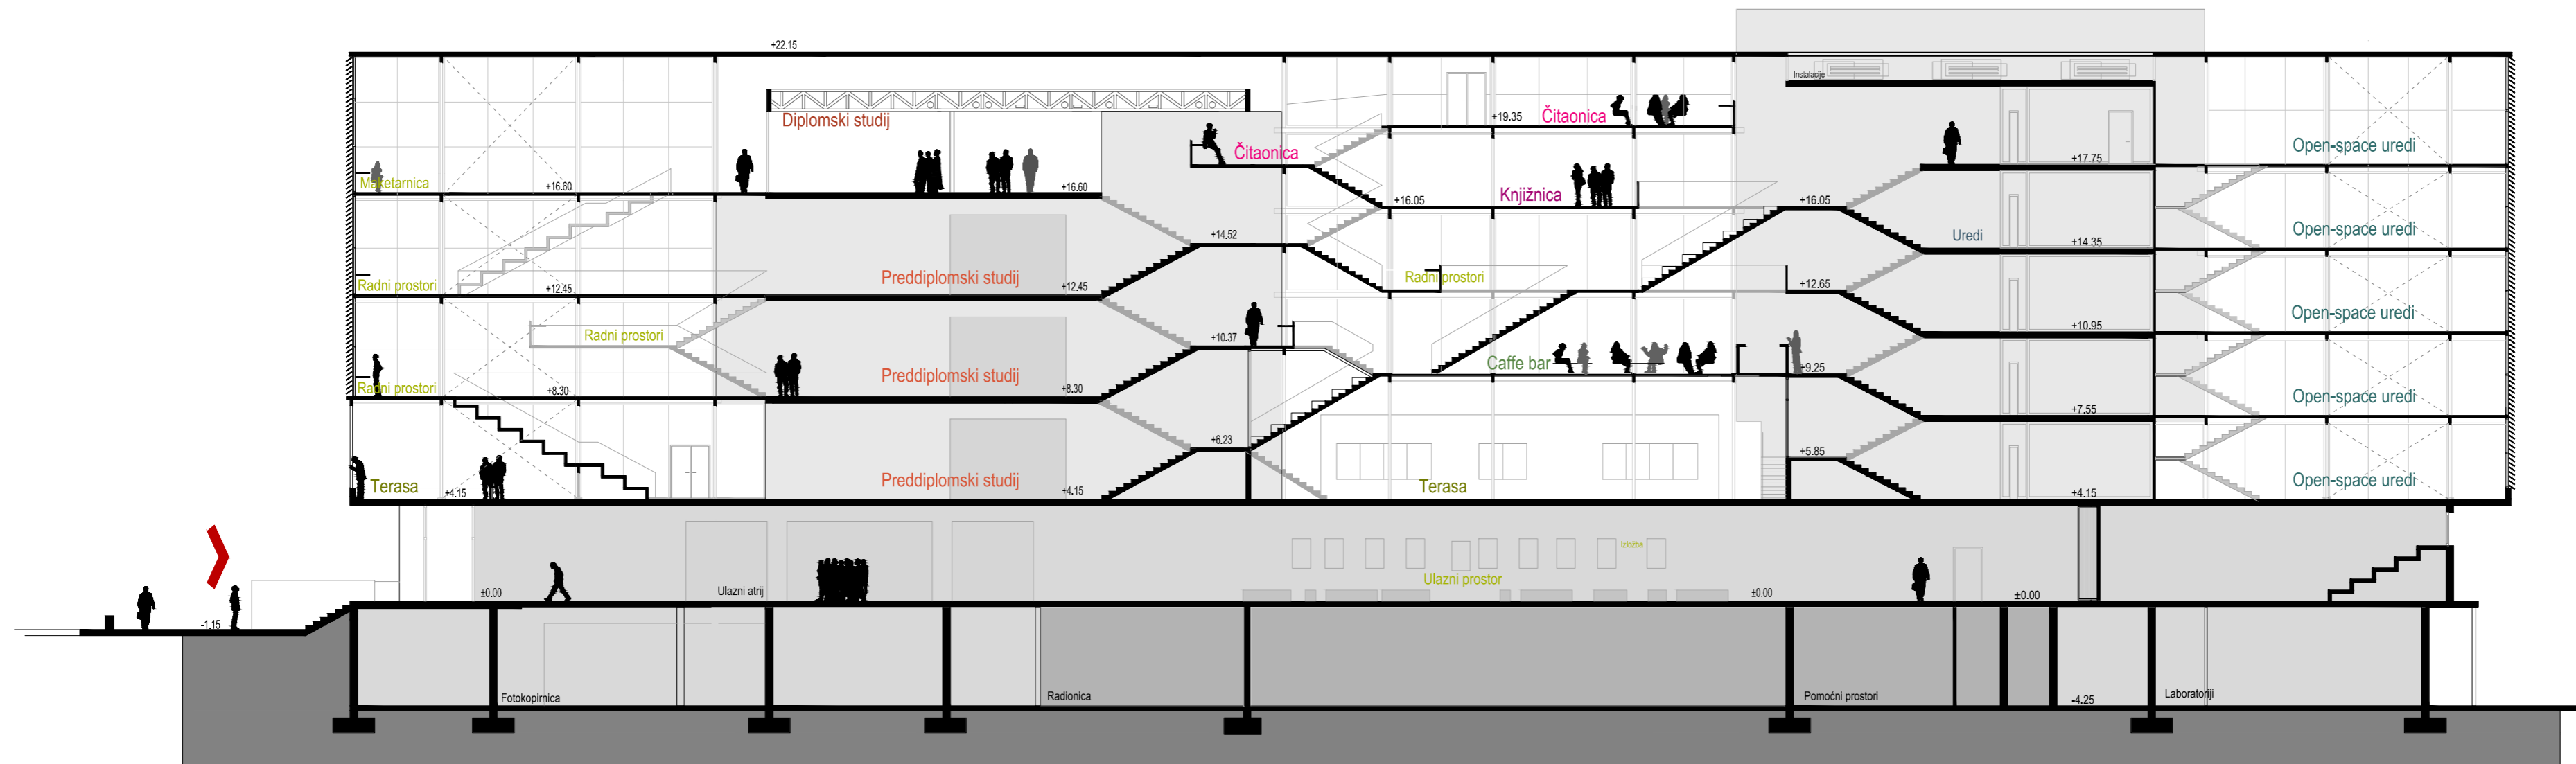 +22.15
Instalacije
Diplomski studij
+19.35
Čitaonica
Čitaonica
Open-space uredi
+17.75
Maketarnica
+16.60
+16.60
Knjižnica
+16.05
+16.05
Open-space uredi
+14.52
Uredi
+14.35
Radni prostori
+12.45
Preddiplomski studij
+12.45
Radni prostori
+12.65
Open-space uredi
+10.95
Radni prostori
+10.37
Caffe bar
+9.25
Preddiplomski studij
Radni prostori
+8.30
+8.30
Open-space uredi
+7.55
+6.23
+5.85
Terasa
+4.15
Preddiplomski studij
+4.15
Terasa
+4.15
Open-space uredi
Izložba
Ulazni prostor
±0.00
Ulazni atrij
±0.00
±0.00
-1.15
Fotokopirnica
Radionica
Pomoćni prostori
-4.25
Laboratoriji